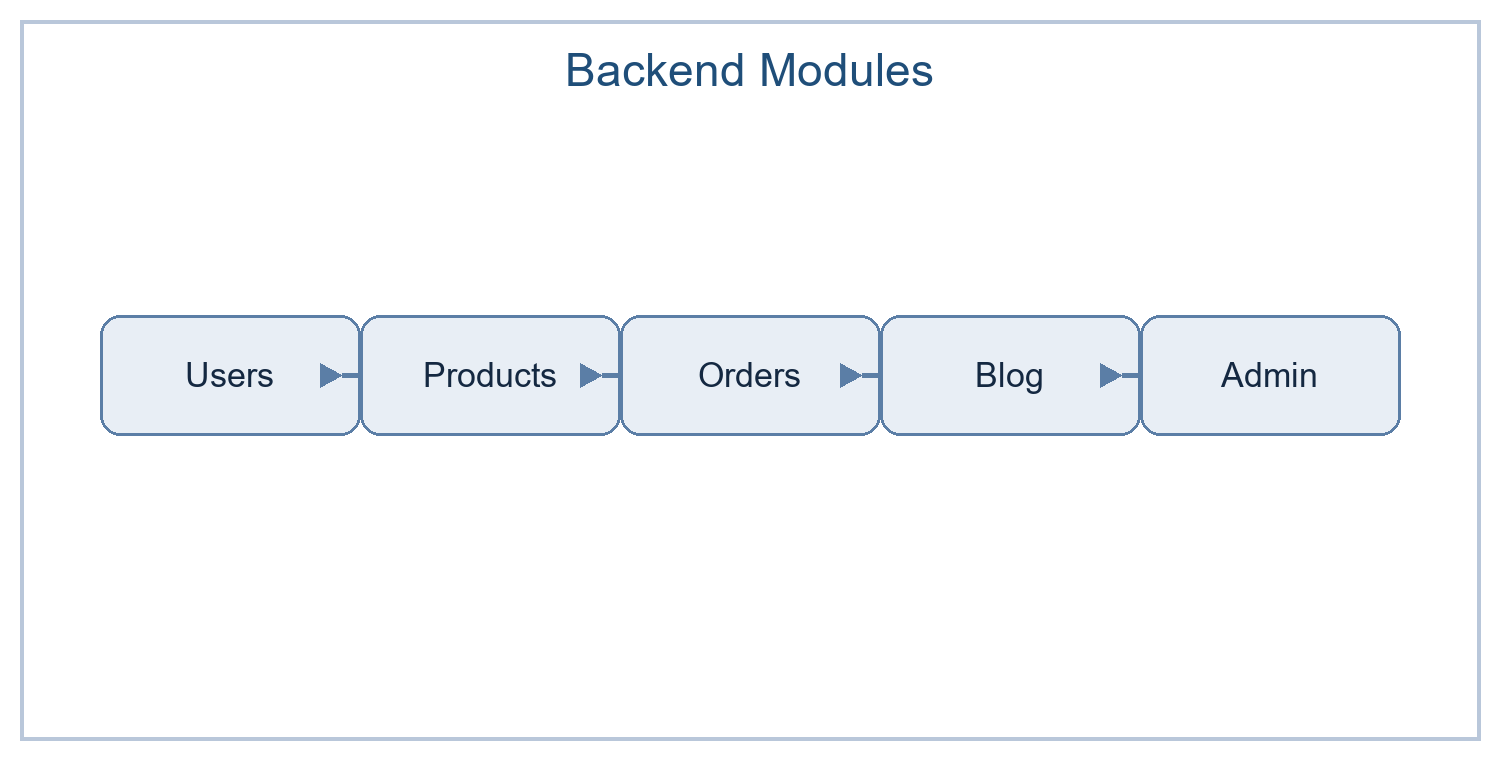 Backend Modules
Users
Products
Orders
Blog
Admin